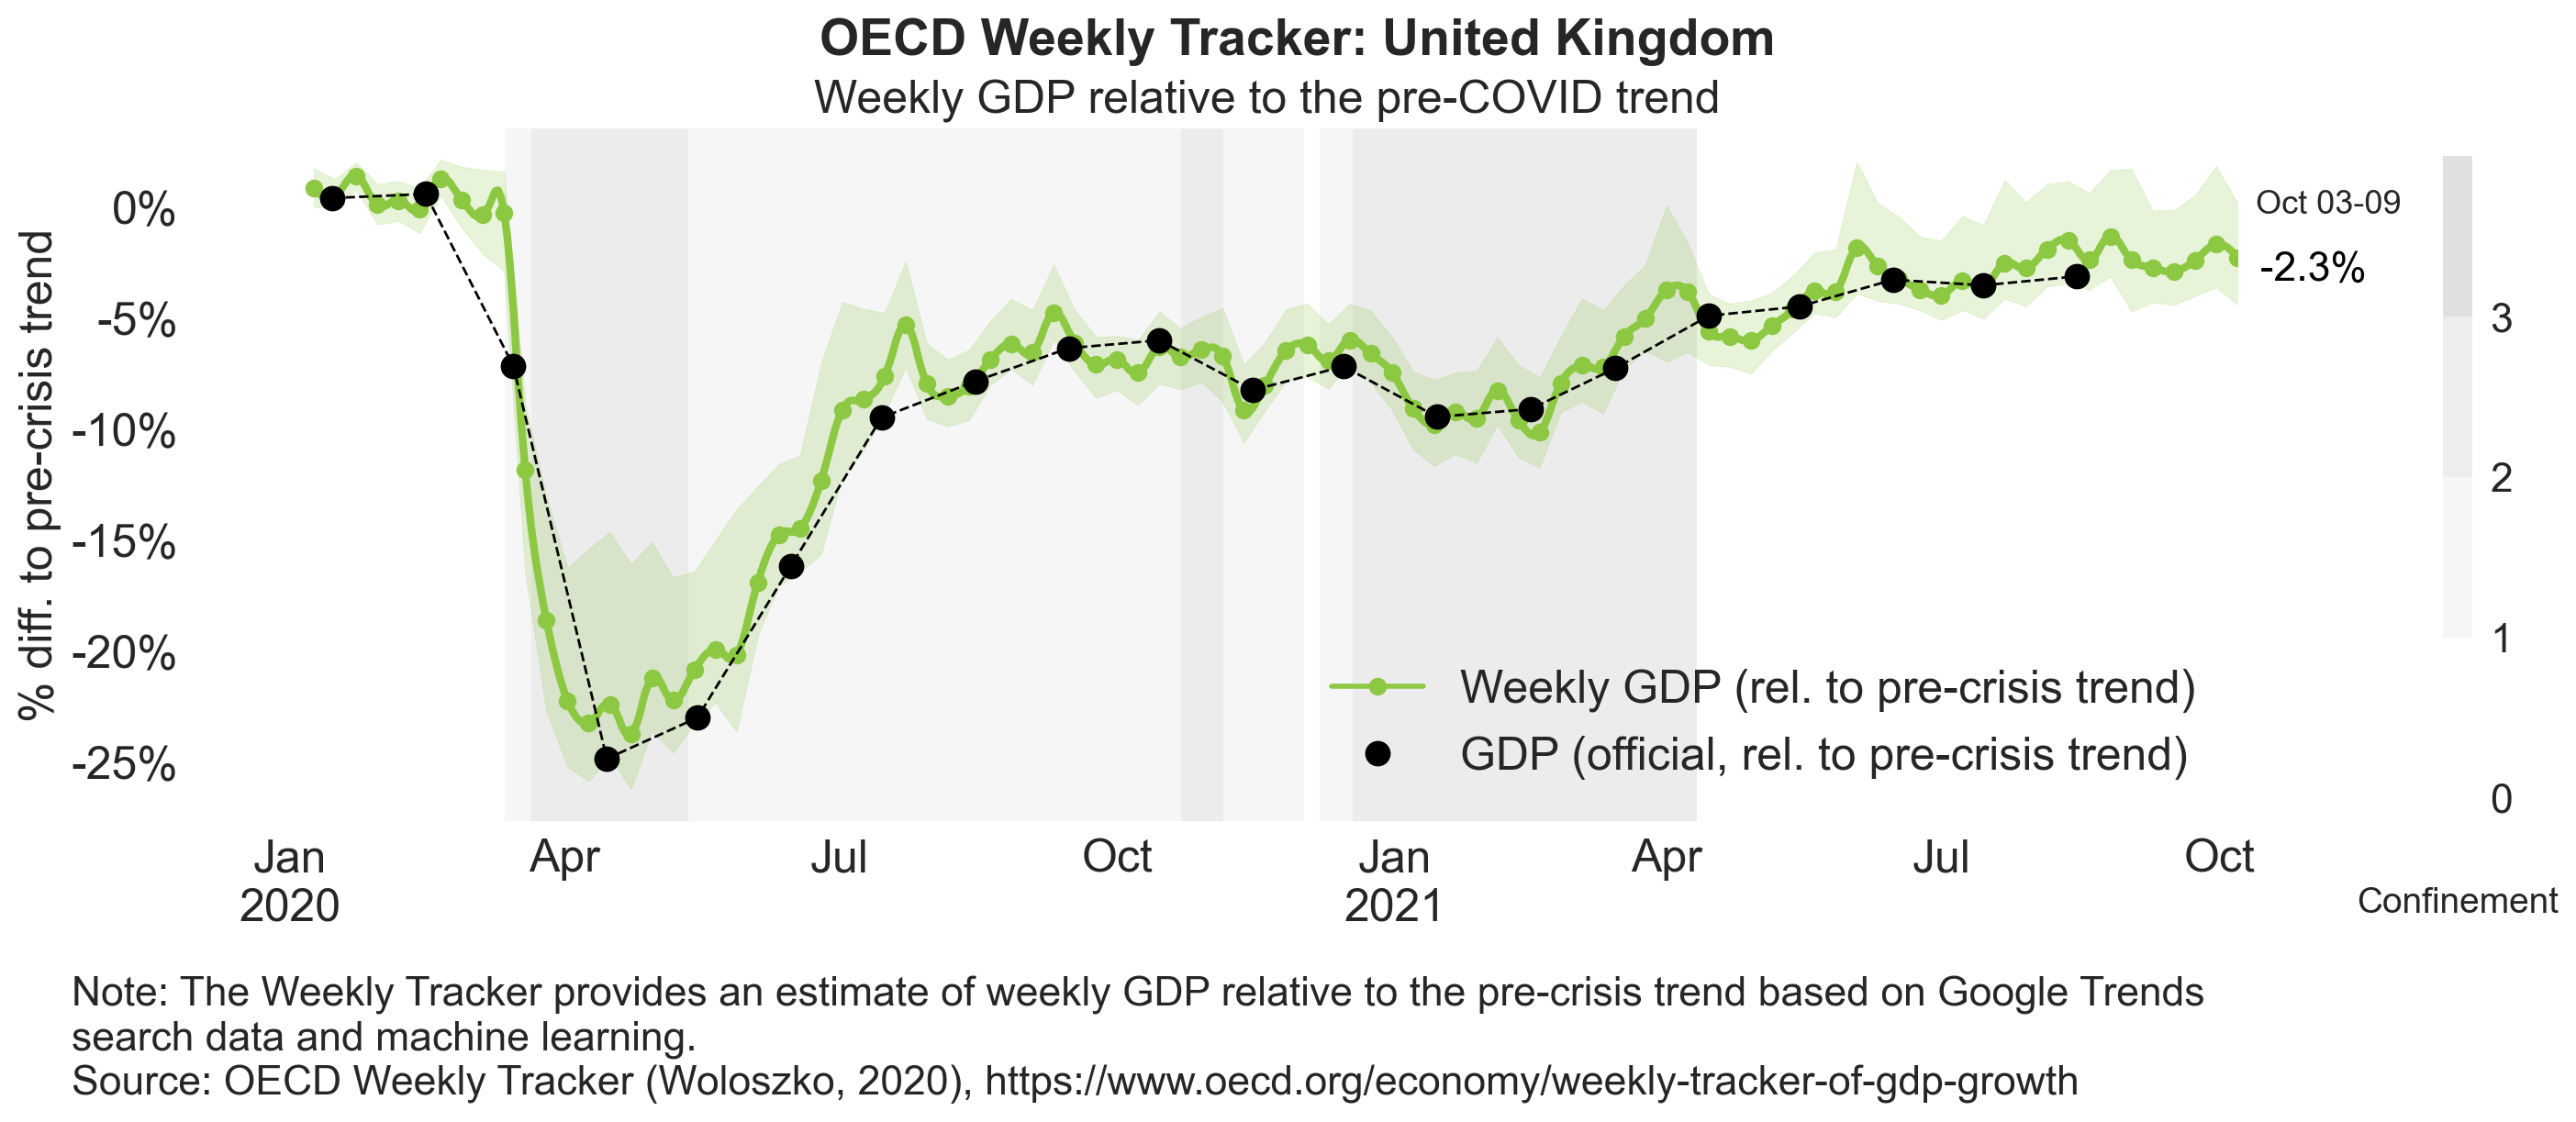 OECD Weekly Tracker: United Kingdom
Weekly GDP relative to the pre-COVID trend
% diff. to pre-crisis trend
0%
-5%
-10%
-15%
-20%
-25%
Oct 03-09
-2.3%
3
2
1
0
Confinement
Weekly GDP (rel. to pre-crisis trend)
GDP (official, rel. to pre-crisis trend)
Jan Apr Jul Oct Jan Apr Jul Oct
2020 2021
Note: The Weekly Tracker provides an estimate of weekly GDP relative to the pre-crisis trend based on Google Trends
search data and machine learning.
Source: OECD Weekly Tracker (Woloszko, 2020), https://www.oecd.org/economy/weekly-tracker-of-gdp-growth